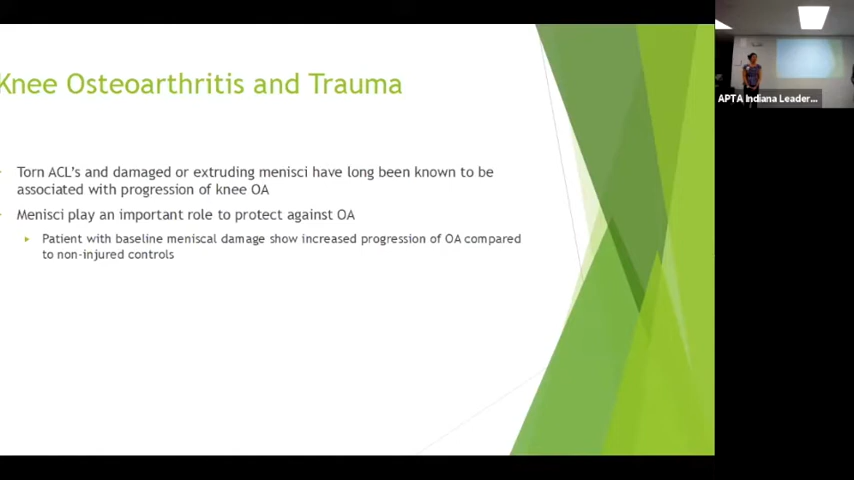 Knee Osteoarthritis and Trauma
Torn ACL's and damaged or extruding menisci have long been known to be
associated with progression of knee OA
Menisci play an important role to protect against OA
Patient with baseline meniscal damage show increased progression of OA compared
to non-injured controls
APTA Indiana Leader...